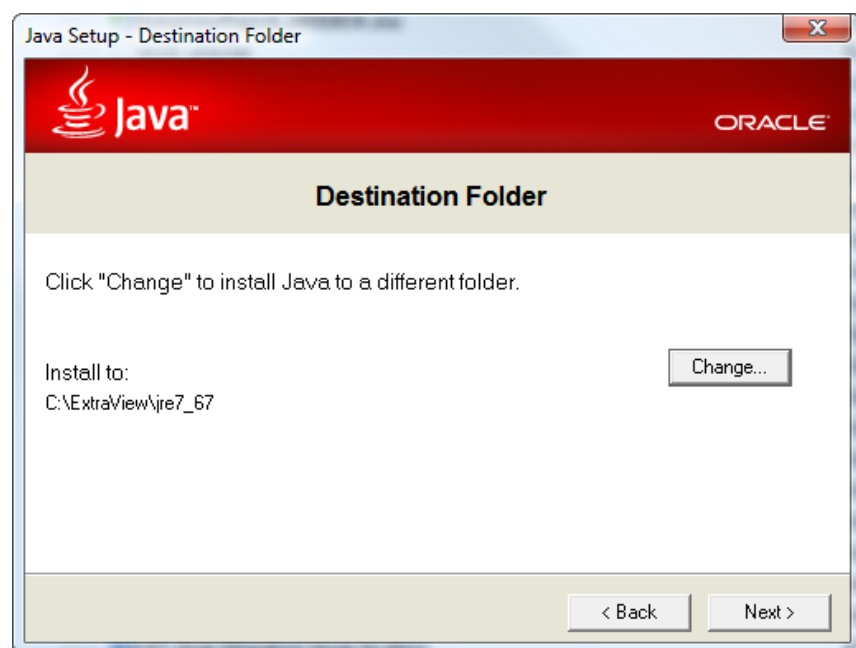 Java Setup - Destination Folder
Java™
ORACLE
Destination Folder
Click "Change" to install Java to a different folder.
Install to:
Change...
C:\ExtraView\jre7_67
< Back
Next >